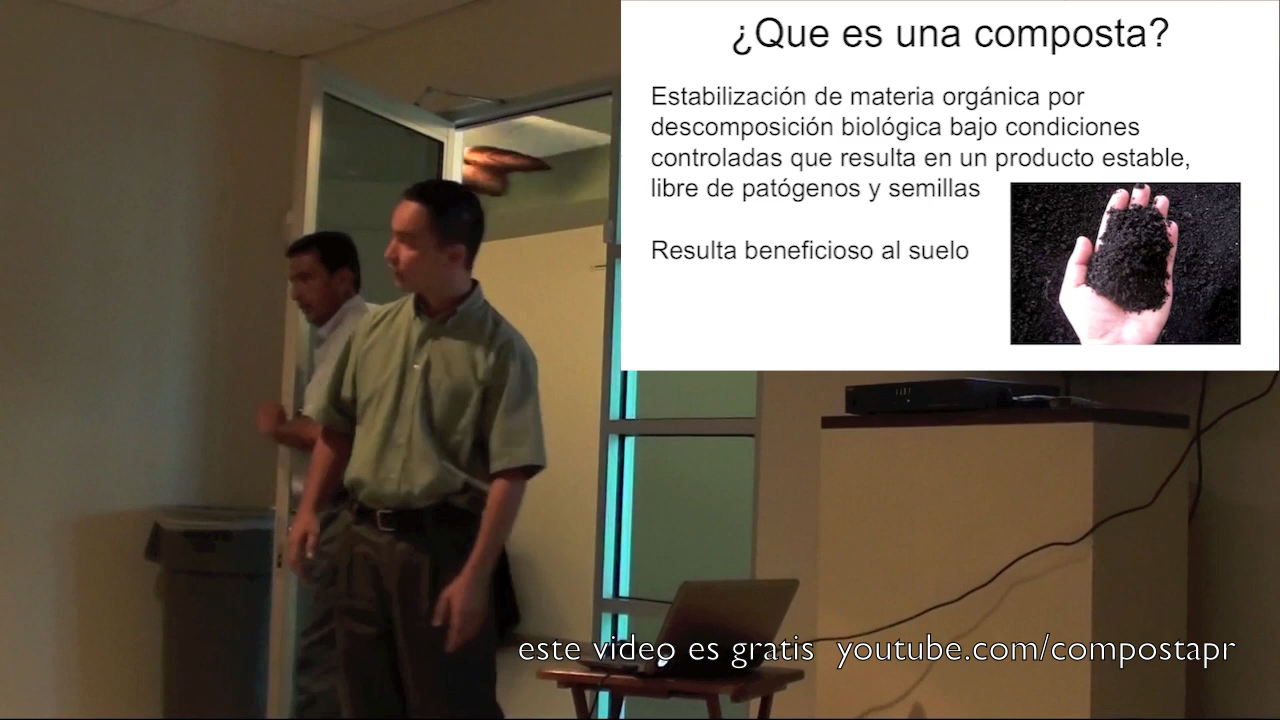 ¿Que es una composta?
Estabilización de materia orgánica por
descomposición biológica bajo condiciones
controladas que resulta en un producto estable,
libre de patógenos y semillas
Resulta beneficioso al suelo
este video es gratis youtube.com/compostapr